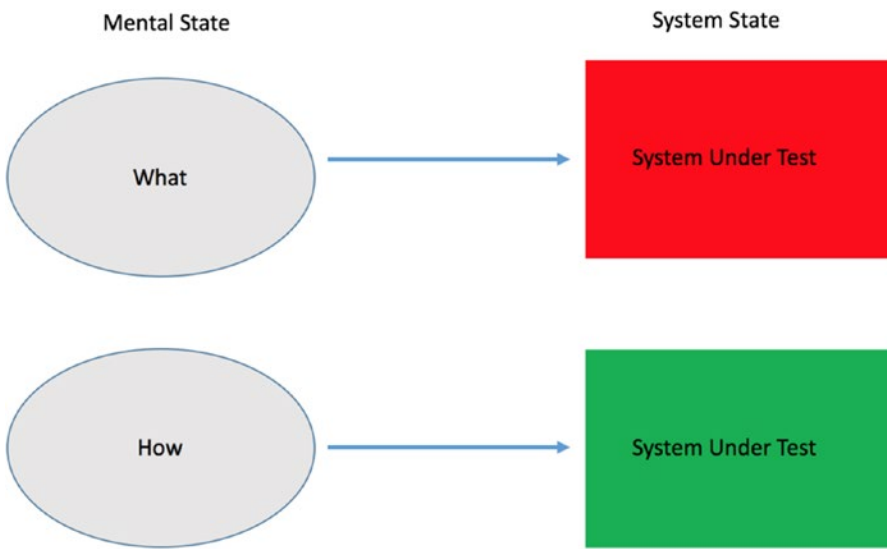 Mental State
System State
What
System Under Test
How
System Under Test